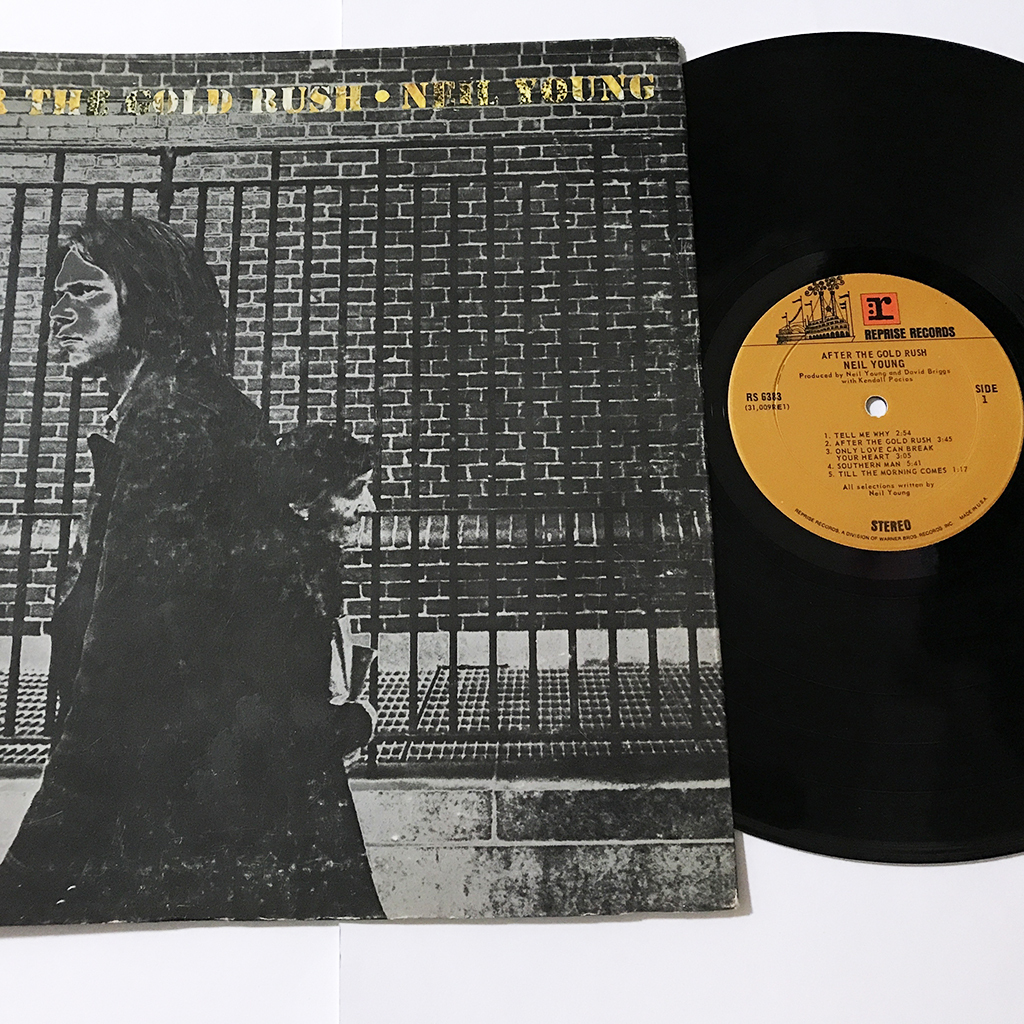 R THE GOLD RUSH • NEIL YOUNG
r
REPRISE RECORDS
AFTER THE GOLD RUSH
NEIL YOUNG
Produced by Neil Young and David Briggs
with Kendall Pacios
RS 6383
(31,009RE1)
SIDE
1
1. TELL ME WHY 2:54
2. AFTER THE GOLD RUSH 3:45
3. ONLY LOVE CAN BREAK
YOUR HEART 3:05
4. SOUTHERN MAN 5:41
5. TILL THE MORNING COMES 1:17
All selections written by
Neil Young
STEREO
REPRISE RECORDS, A DIVISION OF WARNER BROS. RECORDS, INC. MADE IN U.S.A.